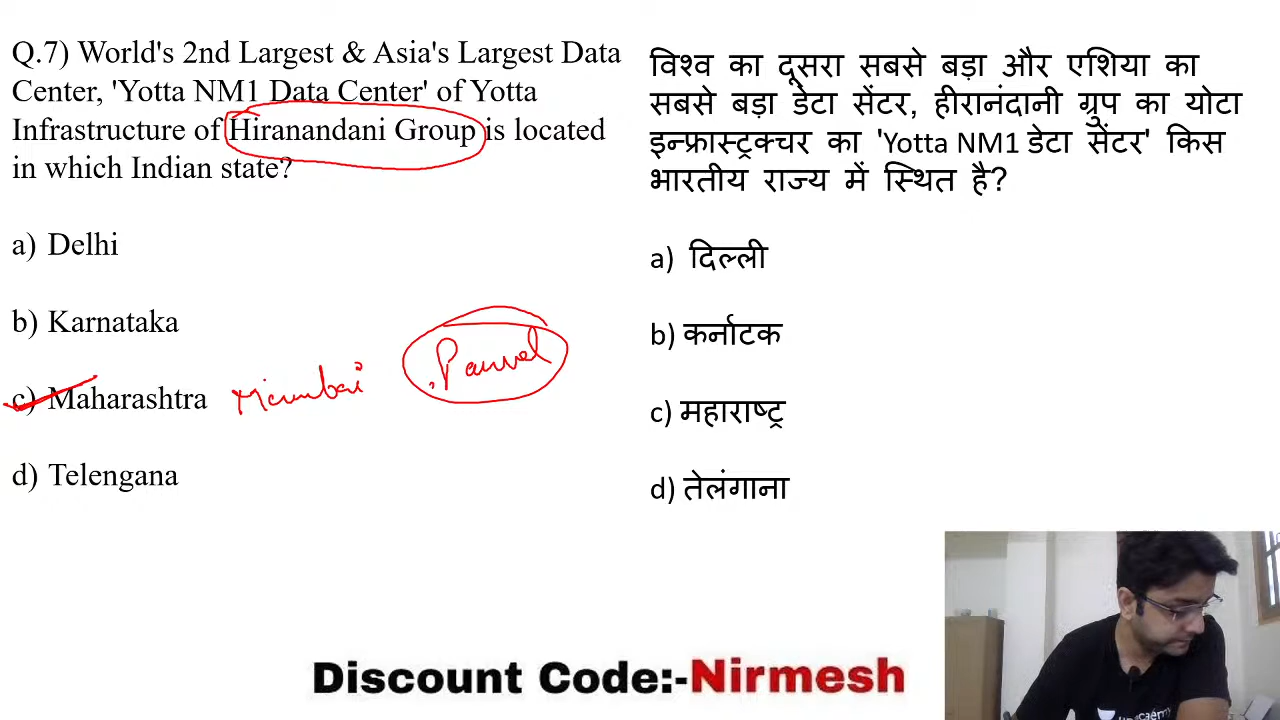 Q.7) World's 2nd Largest & Asia's Largest Data
Center, 'Yotta NM1 Data Center' of Yotta
Infrastructure of Hiranandani Group is located
in which Indian state?
a) Delhi
b) Karnataka
c) Maharashtra Mumbai Panvel
d) Telengana
विश्व का दूसरा सबसे बड़ा और एशिया का
सबसे बड़ा डेटा सेंटर, हीरानंदानी ग्रुप का योटा
इन्फ्रास्ट्रक्चर का 'Yotta NM1 डेटा सेंटर' किस
भारतीय राज्य में स्थित है?
a) दिल्ली
b) कर्नाटक
c) महाराष्ट्र
d) तेलंगाना
Discount Code:-Nirmesh